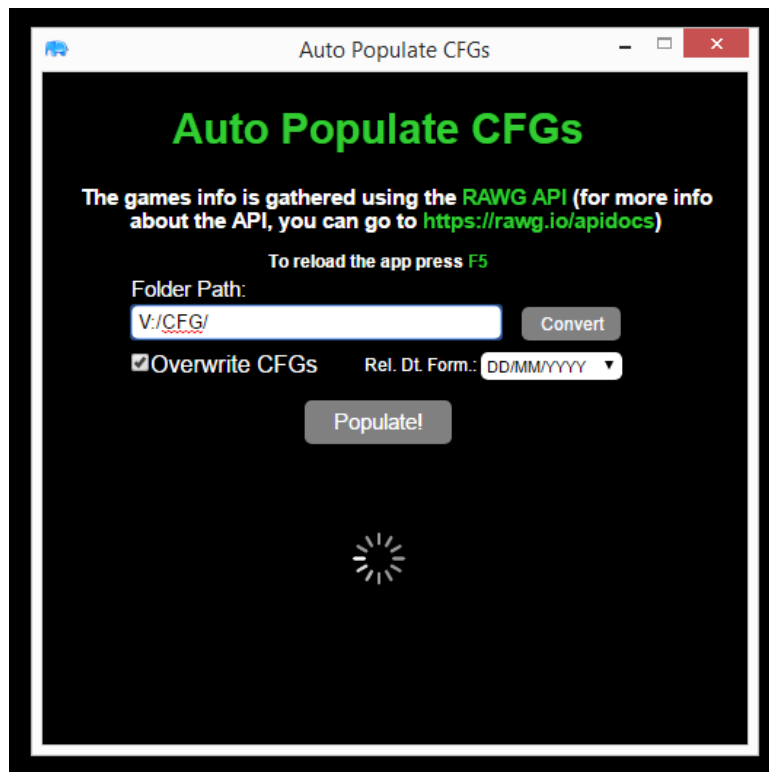 Auto Populate CFGs
Auto Populate CFGs
The games info is gathered using the RAWG API (for more info
about the API, you can go to https://rawg.io/apidocs)
To reload the app press F5
Folder Path:
V:/CFG/
Convert
Overwrite CFGs Rel. Dt. Form.: DD/MM/YYYY
Populate!